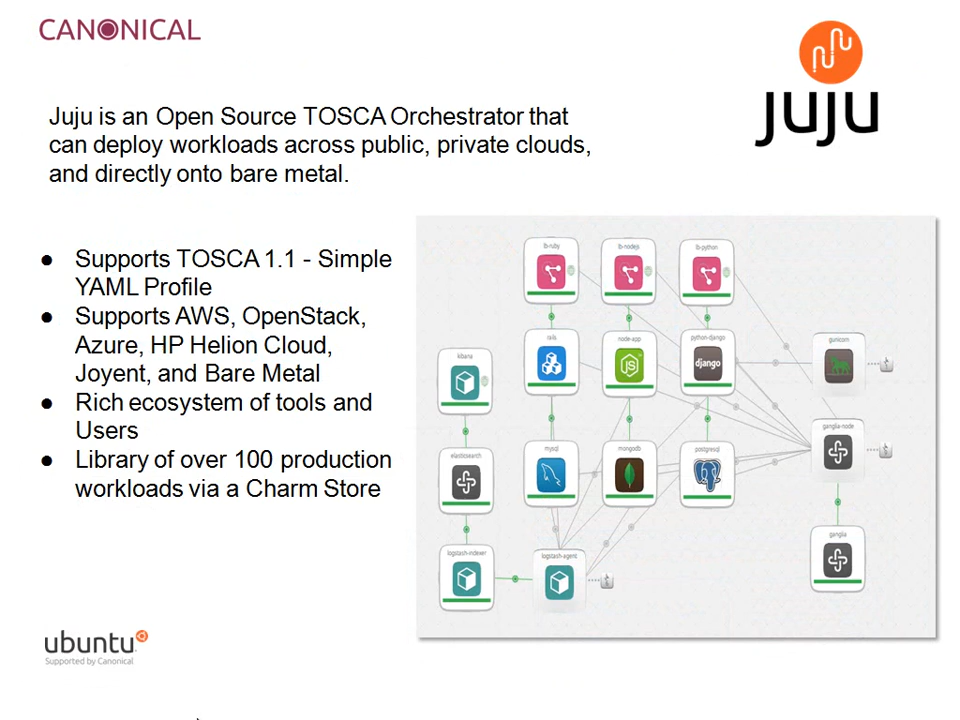 CANONICAL
juju
Juju is an Open Source TOSCA Orchestrator that
can deploy workloads across public, private clouds,
and directly onto bare metal.
● Supports TOSCA 1.1 - Simple
YAML Profile
● Supports AWS, OpenStack,
Azure, HP Helion Cloud,
Joyent, and Bare Metal
● Rich ecosystem of tools and
Users
● Library of over 100 production
workloads via a Charm Store
lb-ruby
lb-nodejs
lb-python
kibana
rails
node-app
python-django
django
gunicorn
elasticsearch
mysql
mongodb
postgresql
ganglia-node
logstash-indexer
logstash-agent
ganglia
ubuntu
Supported by Canonical